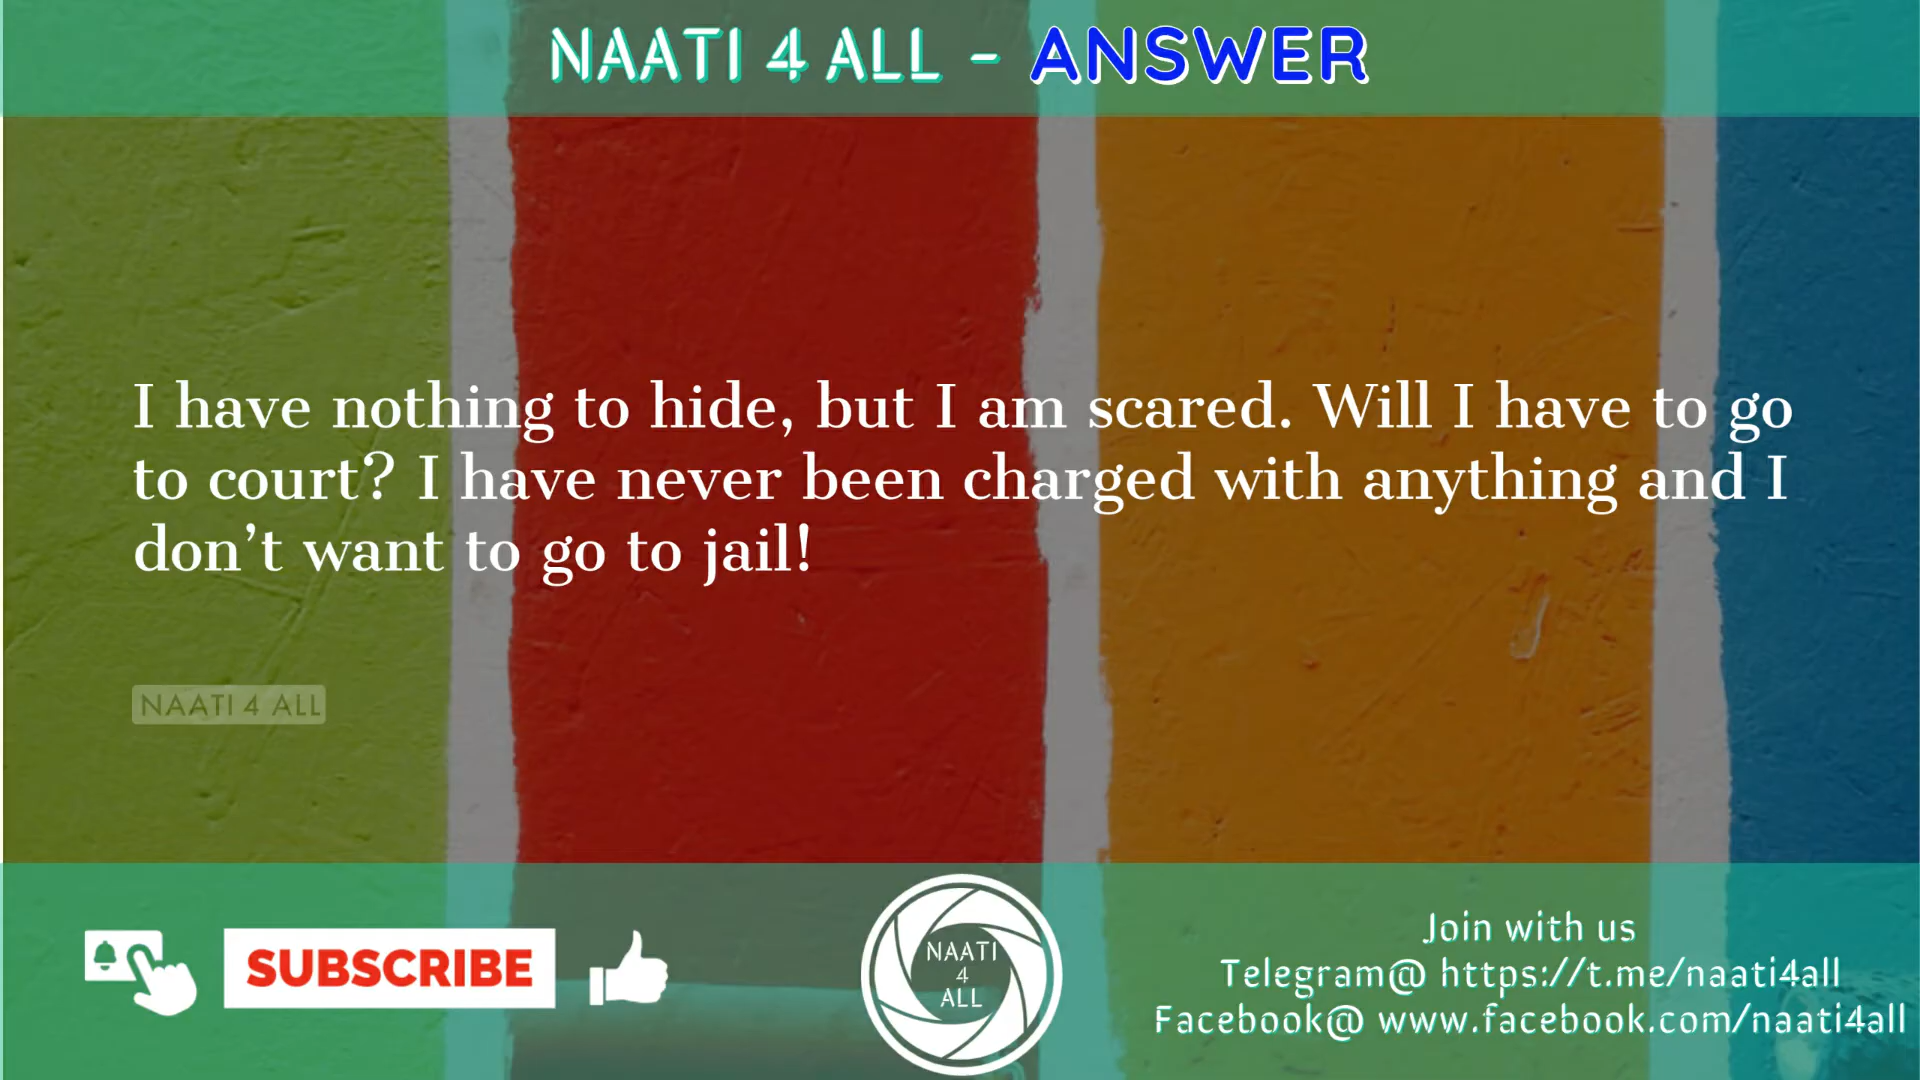 NAATI 4 ALL - ANSWER
I have nothing to hide, but I am scared. Will I have to go
to court? I have never been charged with anything and I
don’t want to go to jail!
NAATI 4 ALL
SUBSCRIBE
NAATI
4
ALL
Join with us
Telegram@ https://t.me/naati4all
Facebook@ www.facebook.com/naati4all